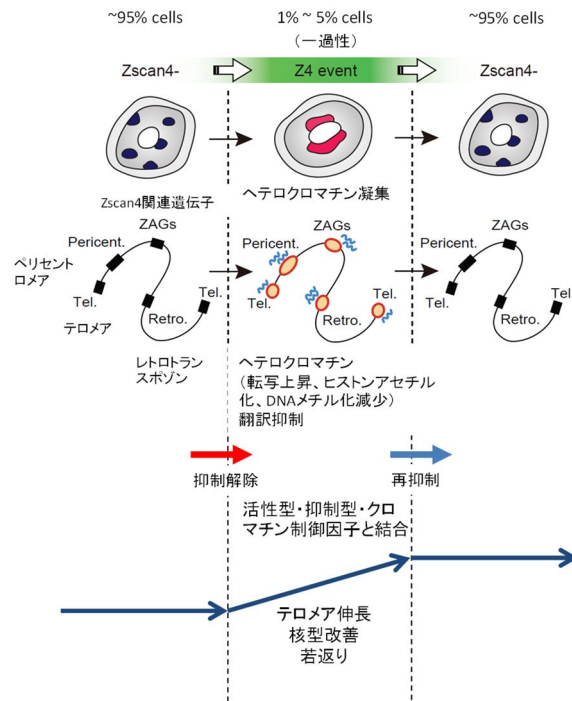 ~95% cells
1% ~ 5% cells
~95% cells
（一過性）
Zscan4-
Z4 event
Zscan4-
Zscan4関連遺伝子
ヘテロクロマチン凝集
ZAGs
ZAGs
ZAGs
Pericent.
Pericent.
Pericent.
ペリセント
ロメア
Tel.
Tel.
Tel.
Tel.
Tel.
Tel.
テロメア
Retro.
Retro.
Retro.
レトロトラン
スポゾン
ヘテロクロマチン
（転写上昇、ヒストンアセチル
化、DNAメチル化減少）
翻訳抑制
抑制解除
再抑制
活性型・抑制型・クロ
マチン制御因子と結合
テロメア伸長
核型改善
若返り